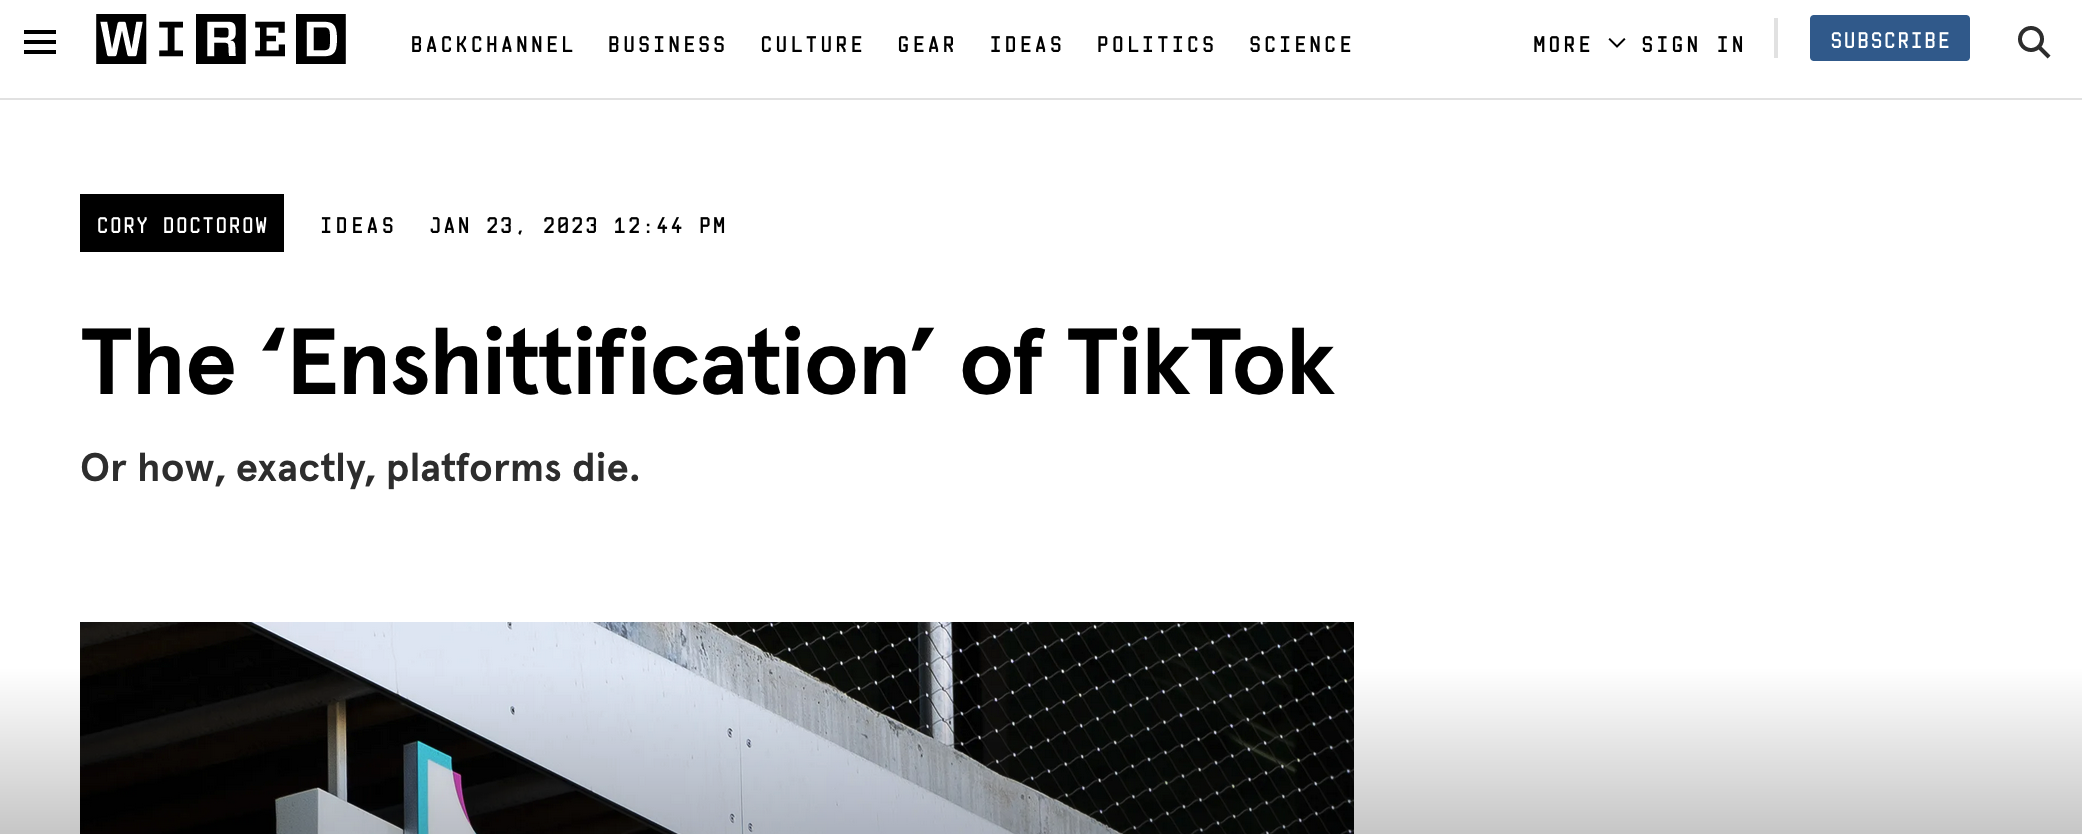 WIRED BACKCHANNEL BUSINESS CULTURE GEAR IDEAS POLITICS SCIENCE MORE SIGN IN SUBSCRIBE
CORY DOCTOROW IDEAS JAN 23, 2023 12:44 PM
The ‘Enshittification’ of TikTok
Or how, exactly, platforms die.